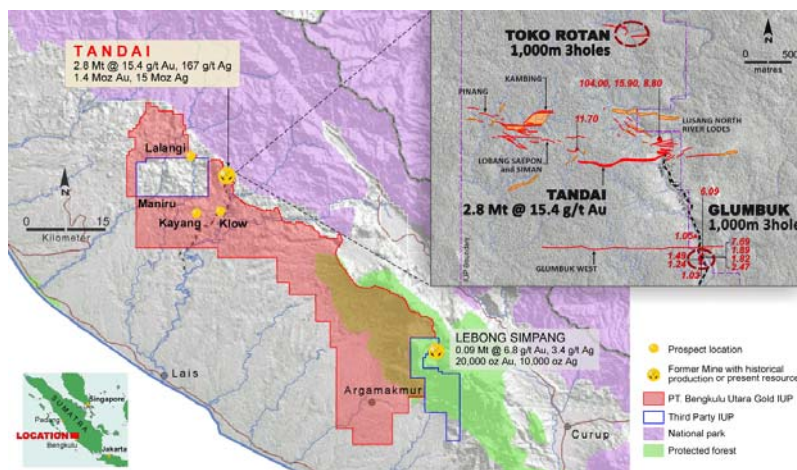 TANDAI
2.8 Mt @ 15.4 g/t Au, 167 g/t Ag
1.4 Moz Au, 15 Moz Ag
Lalangi
Maniru
Kayang
Klow
N
0
15
Kilometer
Lais
Argamakmur
LEBONG SIMPANG
0.09 Mt @ 6.8 g/t Au, 3.4 g/t Ag
20,000 oz Au, 10,000 oz Ag
Curup
TOKO ROTAN
1,000m 3holes
N
0
500
metres
KAMBING
104.00, 15.90, 8.80
PINANG
11.70
LUSANG NORTH
RIVER LODES
LOBANG SAEPON
and SIMAN
TANDAI
2.8 Mt @ 15.4 g/t Au
6.09
GLUMBUK
1,000m 3hole
IUP Boundary
1.05
7.69
1.89
1.49
1.82
1.24
2.47
1.03
GLUMBUK WEST
Prospect location
Former Mine with historical
production or present resource
PT. Bengkulu Utara Gold IUP
Third Party IUP
National park
Protected forest
SUMATRA
Singapore
Padang
LOCATION
Bengkulu
Jakarta